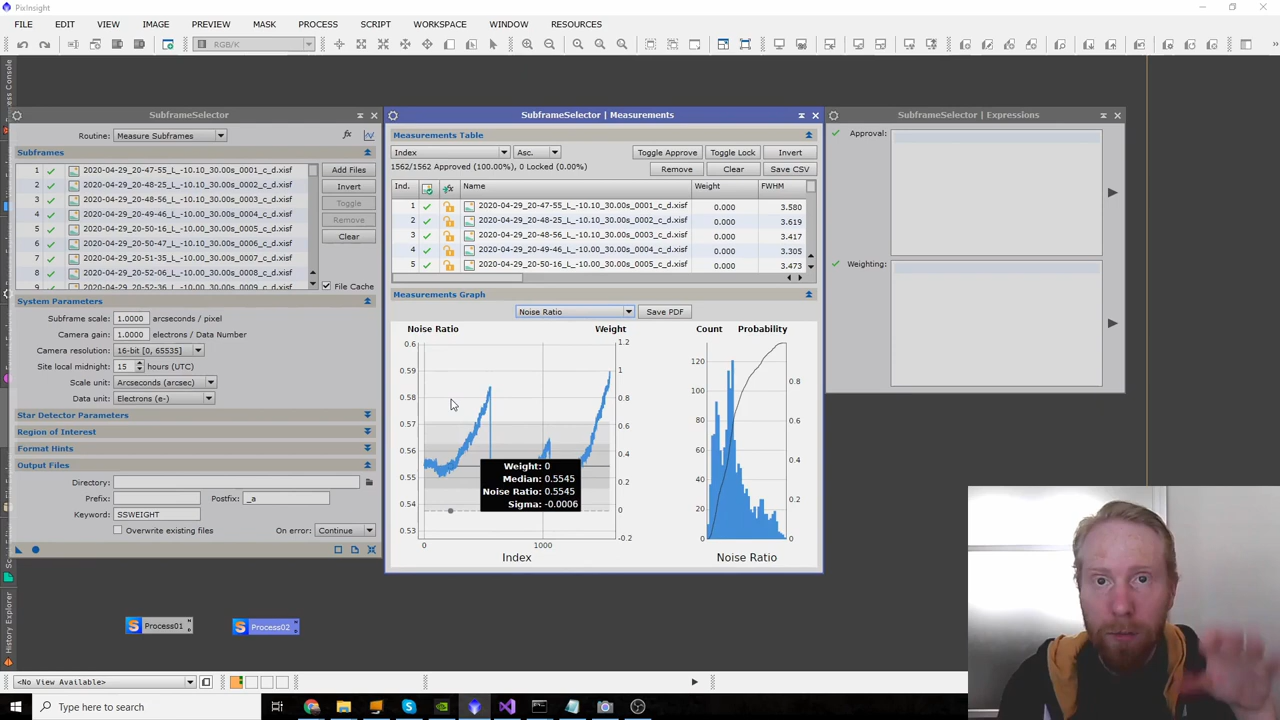 PixInsight
FILE EDIT VIEW IMAGE PREVIEW MASK PROCESS SCRIPT WORKSPACE WINDOW RESOURCES
RGB/K
Process Console
History Explorer
SubframeSelector
Routine: Measure Subframes
Subframes
1 2020-04-29_20-47-55_L_-10.10_30.00s_0001_c_d.xisf
2 2020-04-29_20-48-25_L_-10.10_30.00s_0002_c_d.xisf
3 2020-04-29_20-48-56_L_-10.10_30.00s_0003_c_d.xisf
4 2020-04-29_20-49-46_L_-10.00_30.00s_0004_c_d.xisf
5 2020-04-29_20-50-16_L_-10.10_30.00s_0005_c_d.xisf
6 2020-04-29_20-50-47_L_-10.00_30.00s_0006_c_d.xisf
7 2020-04-29_20-51-35_L_-10.00_30.00s_0007_c_d.xisf
8 2020-04-29_20-52-06_L_-10.00_30.00s_0008_c_d.xisf
9 2020-04-29_20-52-36_L_-10.00_30.00s_0009_c_d.xisf
Add Files
Invert
Toggle
Remove
Clear
File Cache
System Parameters
Subframe scale: 1.0000 arcseconds / pixel
Camera gain: 1.0000 electrons / Data Number
Camera resolution: 16-bit [0, 65535]
Site local midnight: 15 hours (UTC)
Scale unit: Arcseconds (arcsec)
Data unit: Electrons (e-)
Star Detector Parameters
Region of Interest
Format Hints
Output Files
Directory:
Prefix: Postfix: _a
Keyword: SSWEIGHT
Overwrite existing files On error: Continue
SubframeSelector | Measurements
Measurements Table
Index Asc. Toggle Approve Toggle Lock Invert
1562/1562 Approved (100.00%), 0 Locked (0.00%) Remove Clear Save CSV
Ind. Name Weight FWHM
1 2020-04-29_20-47-55_L_-10.10_30.00s_0001_c_d.xisf 0.000 3.580
2 2020-04-29_20-48-25_L_-10.10_30.00s_0002_c_d.xisf 0.000 3.619
3 2020-04-29_20-48-56_L_-10.10_30.00s_0003_c_d.xisf 0.000 3.417
4 2020-04-29_20-49-46_L_-10.00_30.00s_0004_c_d.xisf 0.000 3.305
5 2020-04-29_20-50-16_L_-10.10_30.00s_0005_c_d.xisf 0.000 3.473
Measurements Graph
Noise Ratio Save PDF
Noise Ratio Weight Count Probability
0.6
0.59
0.58
0.57
0.56
0.55
0.54
0.53
1.2
1
0.8
0.6
0.4
0.2
0
-0.2
Weight: 0
Median: 0.5545
Noise Ratio: 0.5545
Sigma: -0.0006
0 1000
Index
120
100
80
60
40
20
0
0.8
0.6
0.4
0.2
0
Noise Ratio
SubframeSelector | Expressions
Approval:
Weighting:
Process01
Process02
<No View Available>
Type here to search